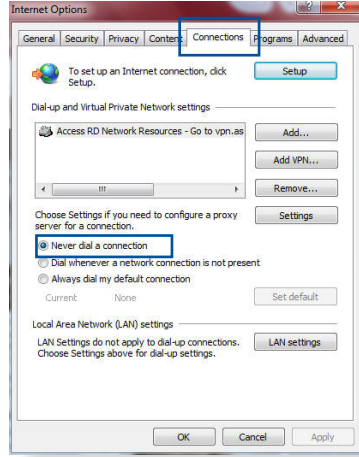 Internet Options
General Security Privacy Content Connections Programs Advanced
To set up an Internet connection, click
Setup.
Setup
Dial-up and Virtual Private Network settings
Access RD Network Resources - Go to vpn.as
Add...
Add VPN...
Remove...
Choose Settings if you need to configure a proxy
server for a connection.
Settings
Never dial a connection
Dial whenever a network connection is not present
Always dial my default connection
Current None
Set default
Local Area Network (LAN) settings
LAN Settings do not apply to dial-up connections.
Choose Settings above for dial-up settings.
LAN settings
OK Cancel Apply